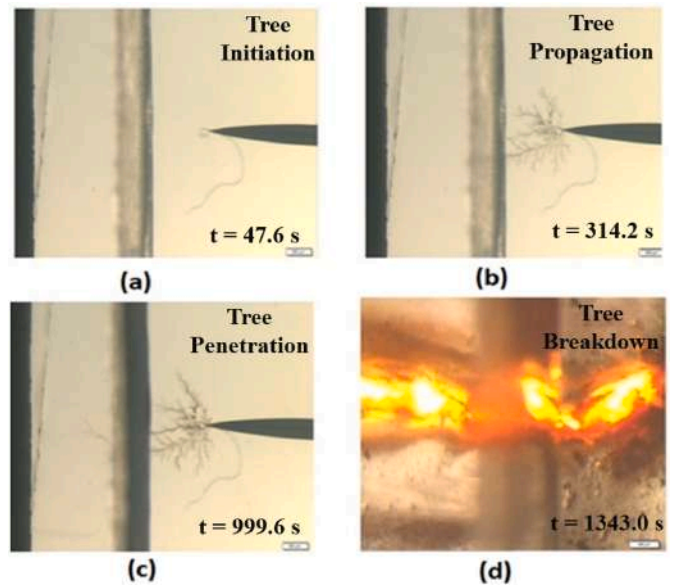 Tree
Initiation
t = 47.6 s
(a)
Tree
Propagation
t = 314.2 s
(b)
Tree
Penetration
t = 999.6 s
(c)
Tree
Breakdown
t = 1343.0 s
(d)